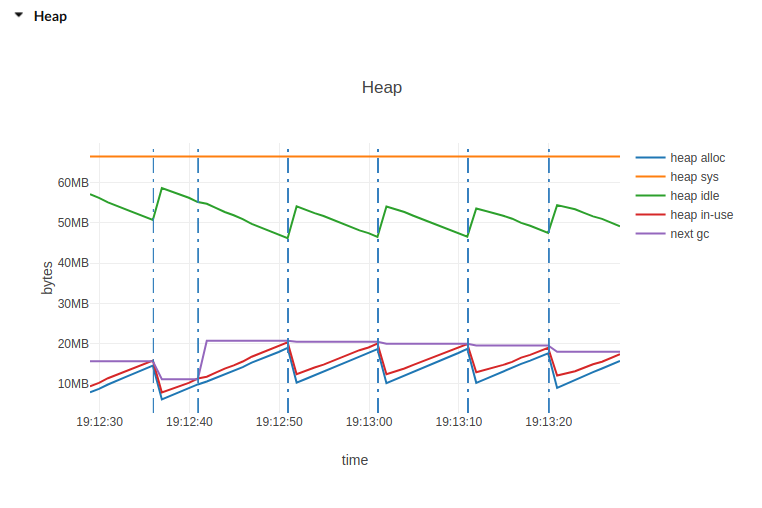 Heap
Heap
60MB
50MB
40MB
30MB
20MB
10MB
bytes
19:12:30 19:12:40 19:12:50 19:13:00 19:13:10 19:13:20
time
heap alloc
heap sys
heap idle
heap in-use
next gc